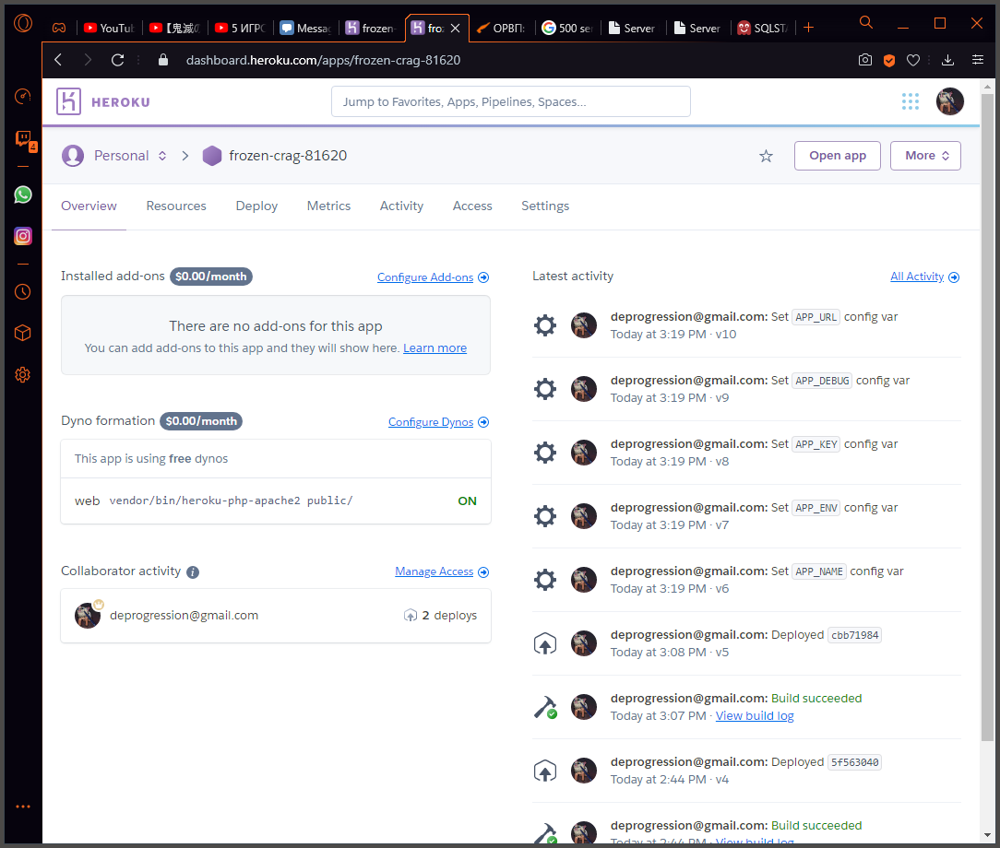 YouTu
【鬼滅の
5 ИГРО
Messa
frozen-
fro
ОРВП:
500 se
Server
Server
SQLSTA
dashboard.heroku.com/apps/frozen-crag-81620
4
HEROKU
Jump to Favorites, Apps, Pipelines, Spaces...
Personal
frozen-crag-81620
Open app
More
Overview
Resources
Deploy
Metrics
Activity
Access
Settings
Installed add-ons $0.00/month
Configure Add-ons
There are no add-ons for this app
You can add add-ons to this app and they will show here. Learn more
Dyno formation $0.00/month
Configure Dynos
This app is using free dynos
web vendor/bin/heroku-php-apache2 public/ ON
Collaborator activity
Manage Access
deprogression@gmail.com
2 deploys
Latest activity
All Activity
deprogression@gmail.com: Set APP_URL config var
Today at 3:19 PM · v10
deprogression@gmail.com: Set APP_DEBUG config var
Today at 3:19 PM · v9
deprogression@gmail.com: Set APP_KEY config var
Today at 3:19 PM · v8
deprogression@gmail.com: Set APP_ENV config var
Today at 3:19 PM · v7
deprogression@gmail.com: Set APP_NAME config var
Today at 3:19 PM · v6
deprogression@gmail.com: Deployed cbb71984
Today at 3:08 PM · v5
deprogression@gmail.com: Build succeeded
Today at 3:07 PM · View build log
deprogression@gmail.com: Deployed 5f563040
Today at 2:44 PM · v4
deprogression@gmail.com: Build succeeded
Today at 2:44 PM · View build log